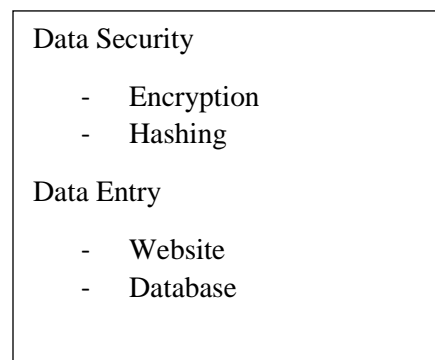 Data Security
- Encryption
- Hashing
Data Entry
- Website
- Database